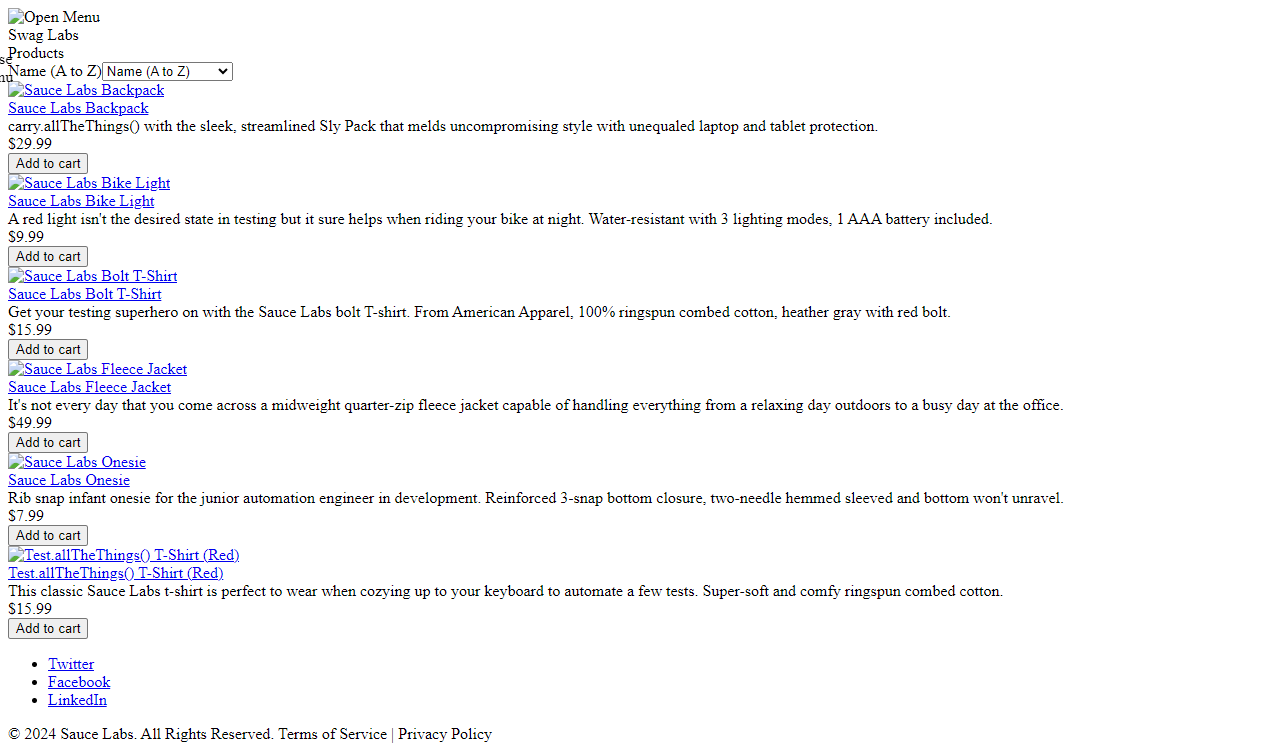 Open Menu
Swag Labs
Products
se
nu
Name (A to Z) Name (A to Z)
Sauce Labs Backpack
Sauce Labs Backpack
carry.allTheThings() with the sleek, streamlined Sly Pack that melds uncompromising style with unequaled laptop and tablet protection.
$29.99
Add to cart
Sauce Labs Bike Light
Sauce Labs Bike Light
A red light isn't the desired state in testing but it sure helps when riding your bike at night. Water-resistant with 3 lighting modes, 1 AAA battery included.
$9.99
Add to cart
Sauce Labs Bolt T-Shirt
Sauce Labs Bolt T-Shirt
Get your testing superhero on with the Sauce Labs bolt T-shirt. From American Apparel, 100% ringspun combed cotton, heather gray with red bolt.
$15.99
Add to cart
Sauce Labs Fleece Jacket
Sauce Labs Fleece Jacket
It's not every day that you come across a midweight quarter-zip fleece jacket capable of handling everything from a relaxing day outdoors to a busy day at the office.
$49.99
Add to cart
Sauce Labs Onesie
Sauce Labs Onesie
Rib snap infant onesie for the junior automation engineer in development. Reinforced 3-snap bottom closure, two-needle hemmed sleeved and bottom won't unravel.
$7.99
Add to cart
Test.allTheThings() T-Shirt (Red)
Test.allTheThings() T-Shirt (Red)
This classic Sauce Labs t-shirt is perfect to wear when cozying up to your keyboard to automate a few tests. Super-soft and comfy ringspun combed cotton.
$15.99
Add to cart
Twitter
Facebook
LinkedIn
© 2024 Sauce Labs. All Rights Reserved. Terms of Service | Privacy Policy